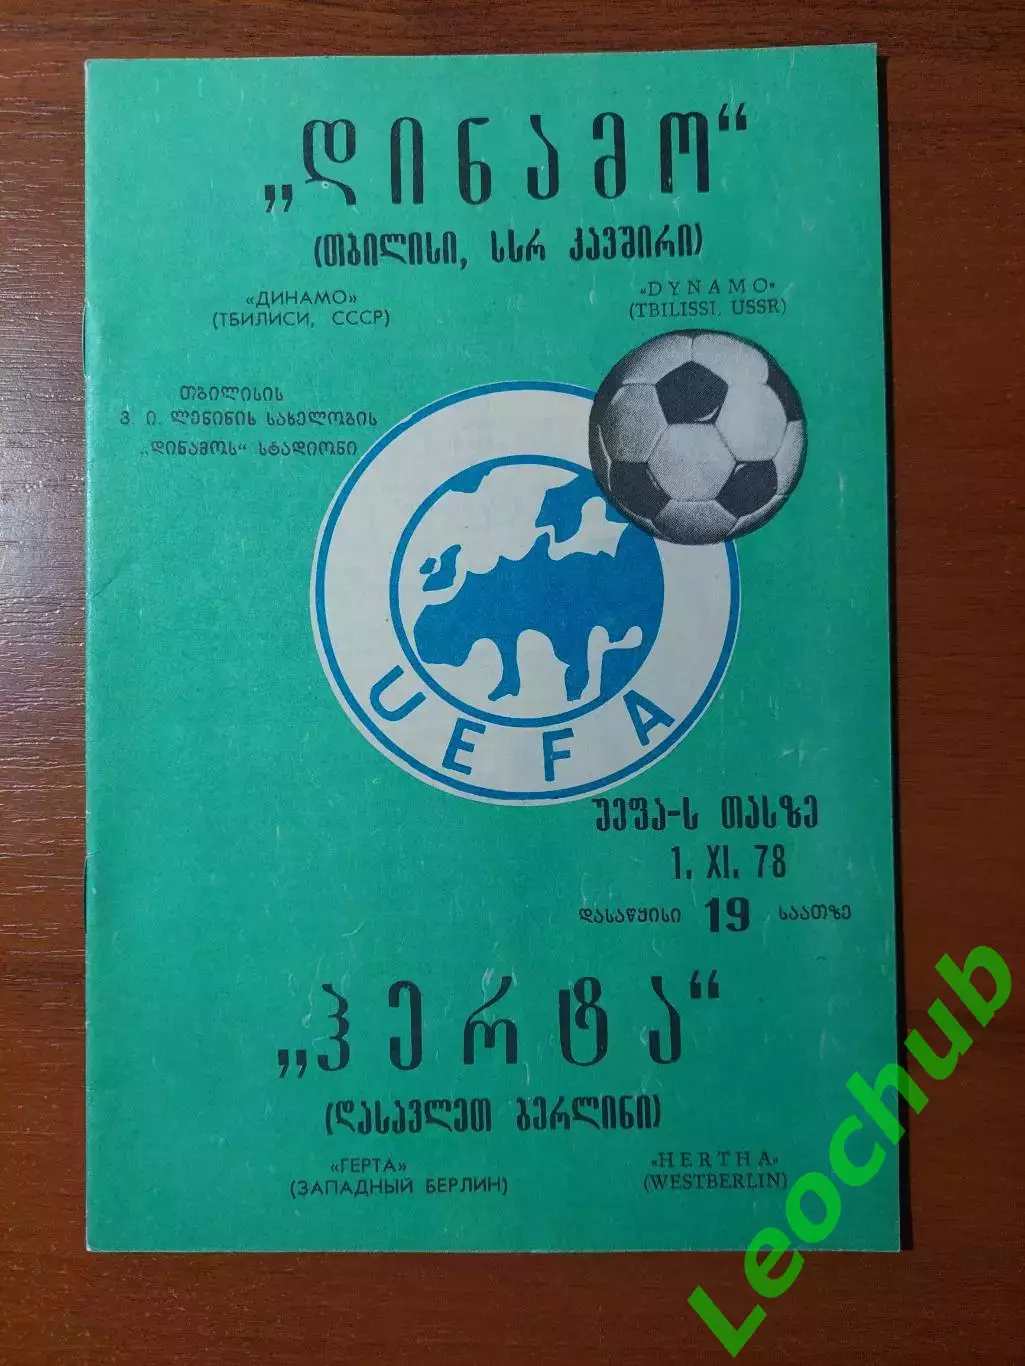 „დინამო“
(თბილისი, სსრ კავშირი)
«ДИНАМО»
(ТБИЛИСИ, СССР)
«DYNAMO»
(TBILISSI, USSR)
თბილისის
ვ. ი. ლენინის სახელობის
„დინამოს“ სტადიონი
UEFA
უეფა-ს თასზე
1. XI. 78
დასაწყისი 19 საათზე
„ჰერტა“
(დასავლეთ ბერლინი)
«ГЕРТА»
(ЗАПАДНЫЙ БЕРЛИН)
«HERTHA»
(WESTBERLIN)
Leochub